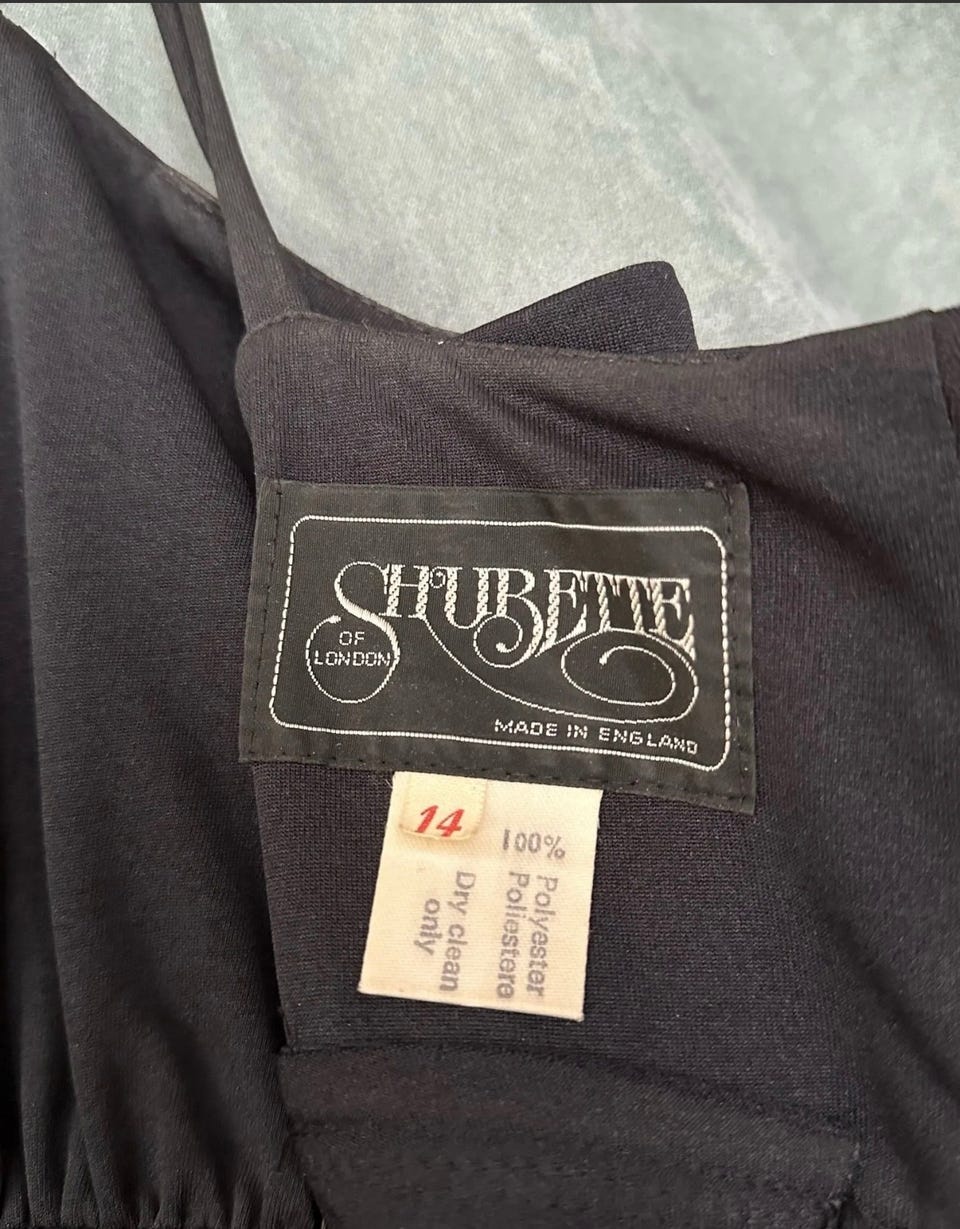 SHUBETTE
OF
LONDON
MADE IN ENGLAND
14
100%
Polyester
Poliestere
Dry clean
only